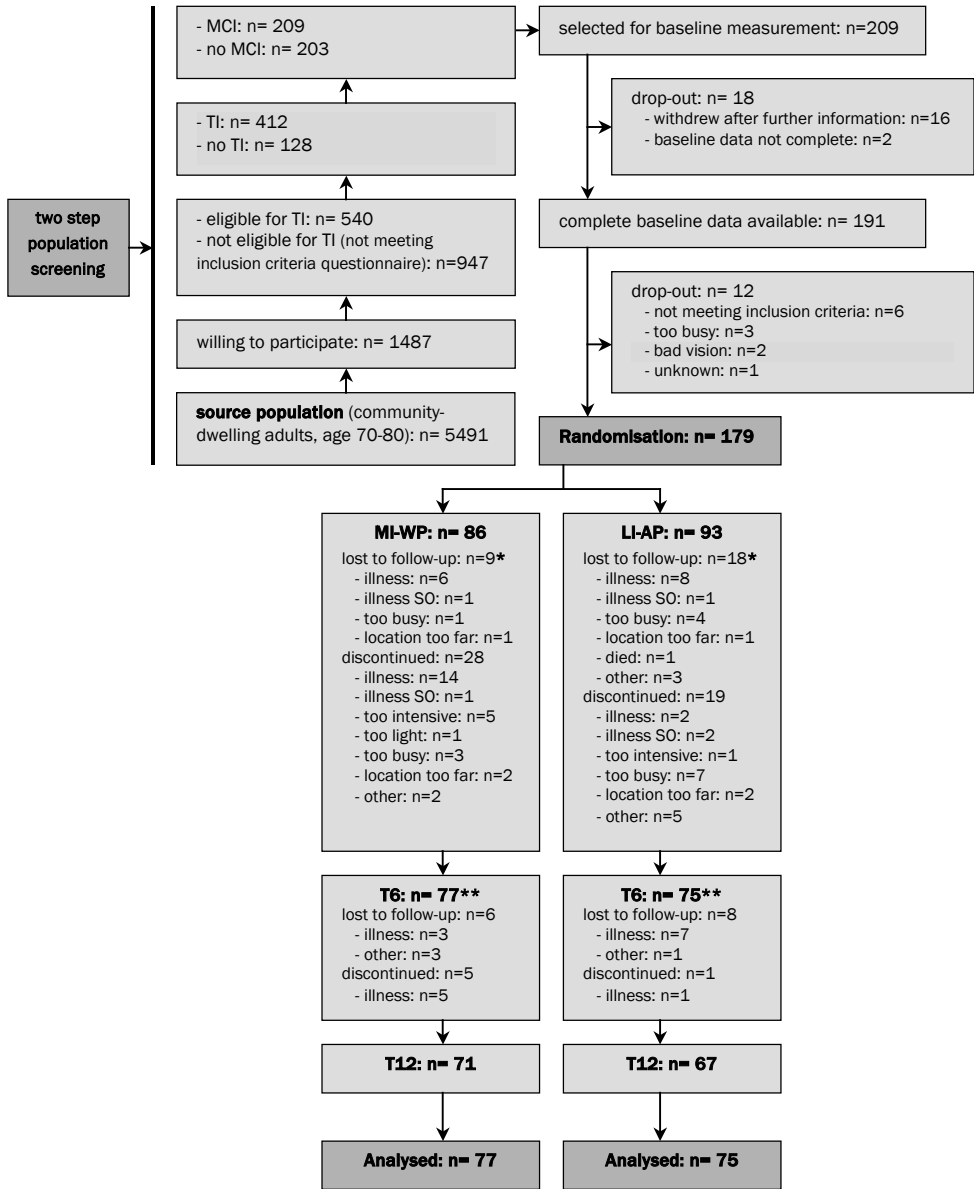 two step
population
screening
- MCI: n= 209
- no MCI: n= 203
- TI: n= 412
- no TI: n= 128
- eligible for TI: n= 540
- not eligible for TI (not meeting
inclusion criteria questionnaire): n=947
willing to participate: n= 1487
source population (community-
dwelling adults, age 70-80): n= 5491
selected for baseline measurement: n=209
drop-out: n= 18
- withdrew after further information: n=16
- baseline data not complete: n=2
complete baseline data available: n= 191
drop-out: n= 12
- not meeting inclusion criteria: n=6
- too busy: n=3
- bad vision: n=2
- unknown: n=1
Randomisation: n= 179
MI-WP: n= 86
lost to follow-up: n=9*
- illness: n=6
- illness SO: n=1
- too busy: n=1
- location too far: n=1
discontinued: n=28
- illness: n=14
- illness SO: n=1
- too intensive: n=5
- too light: n=1
- too busy: n=3
- location too far: n=2
- other: n=2
LI-AP: n= 93
lost to follow-up: n=18*
- illness: n=8
- illness SO: n=1
- too busy: n=4
- location too far: n=1
- died: n=1
- other: n=3
discontinued: n=19
- illness: n=2
- illness SO: n=2
- too intensive: n=1
- too busy: n=7
- location too far: n=2
- other: n=5
T6: n= 77**
lost to follow-up: n=6
- illness: n=3
- other: n=3
discontinued: n=5
- illness: n=5
T6: n= 75**
lost to follow-up: n=8
- illness: n=7
- other: n=1
discontinued: n=1
- illness: n=1
T12: n= 71
T12: n= 67
Analysed: n= 77
Analysed: n= 75